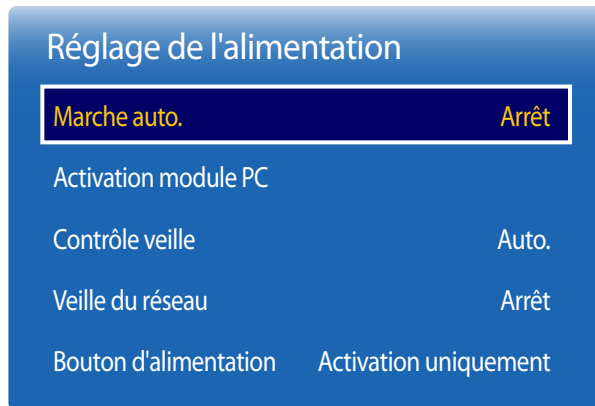 Réglage de l'alimentation
Marche auto. Arrêt
Activation module PC
Contrôle veille Auto.
Veille du réseau Arrêt
Bouton d'alimentation Activation uniquement